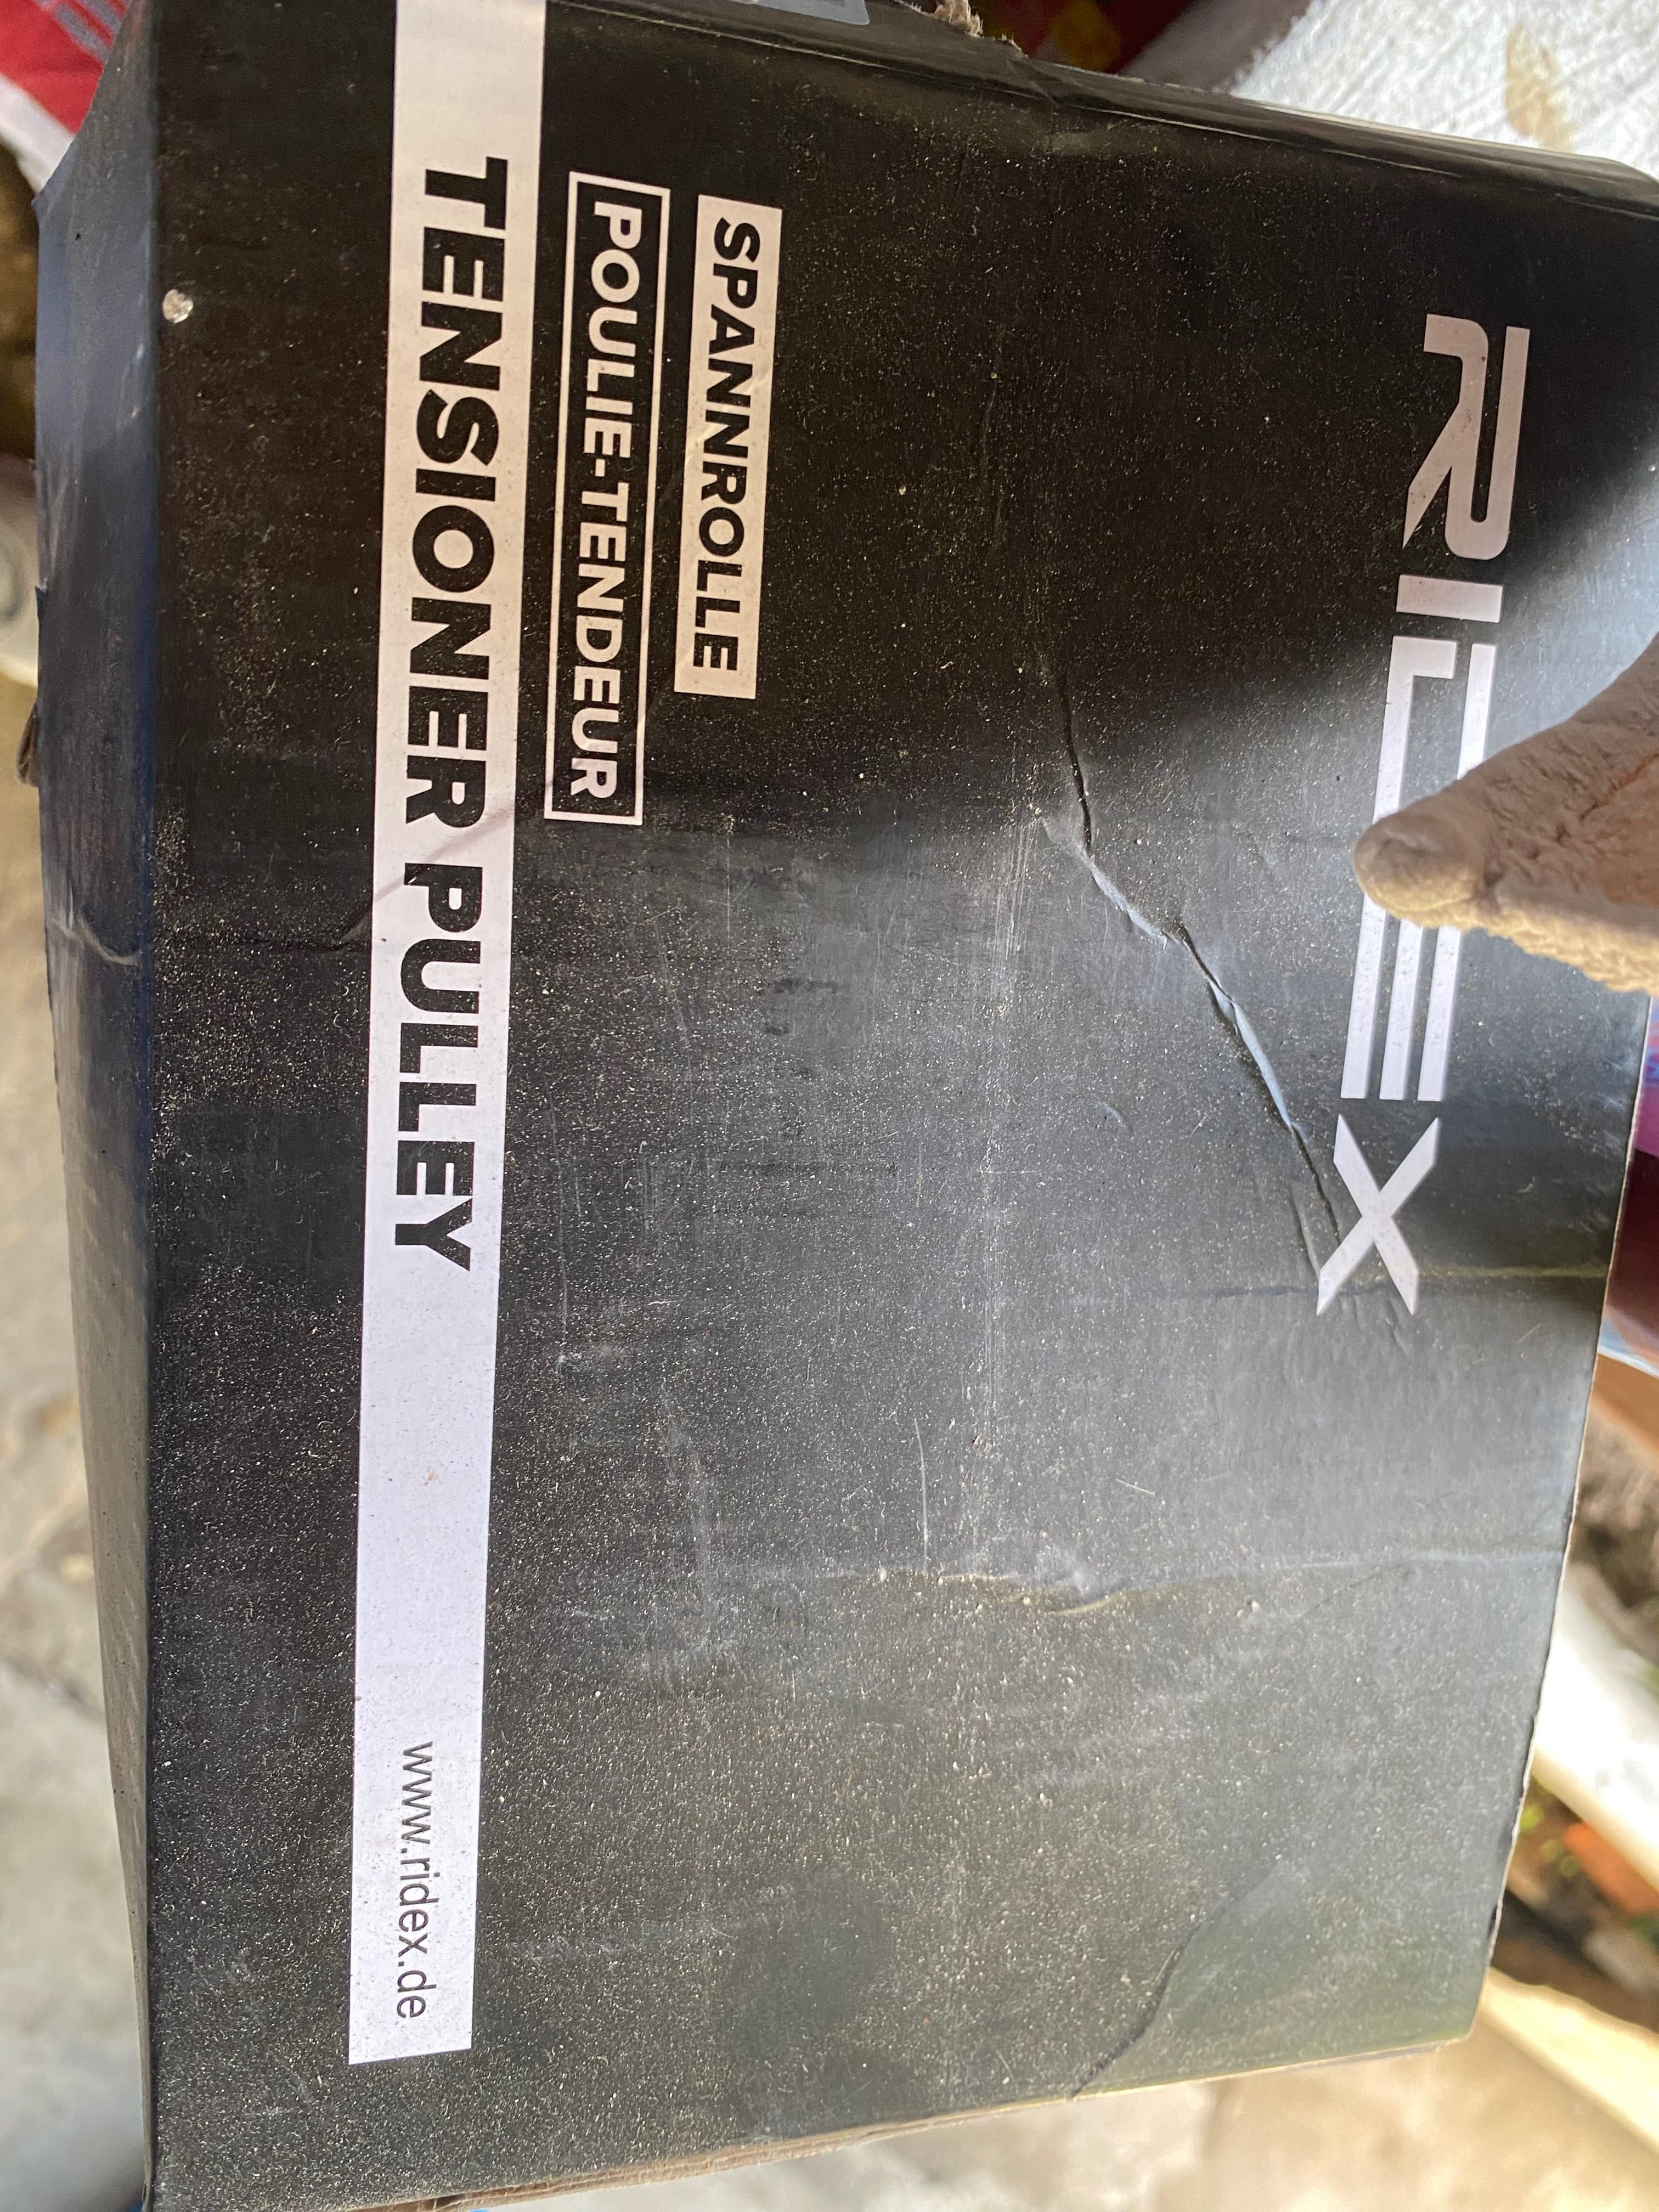 RIDEX
SPANNROLLE
POULIE-TENDEUR
TENSIONER PULLEY
www.ridex.de